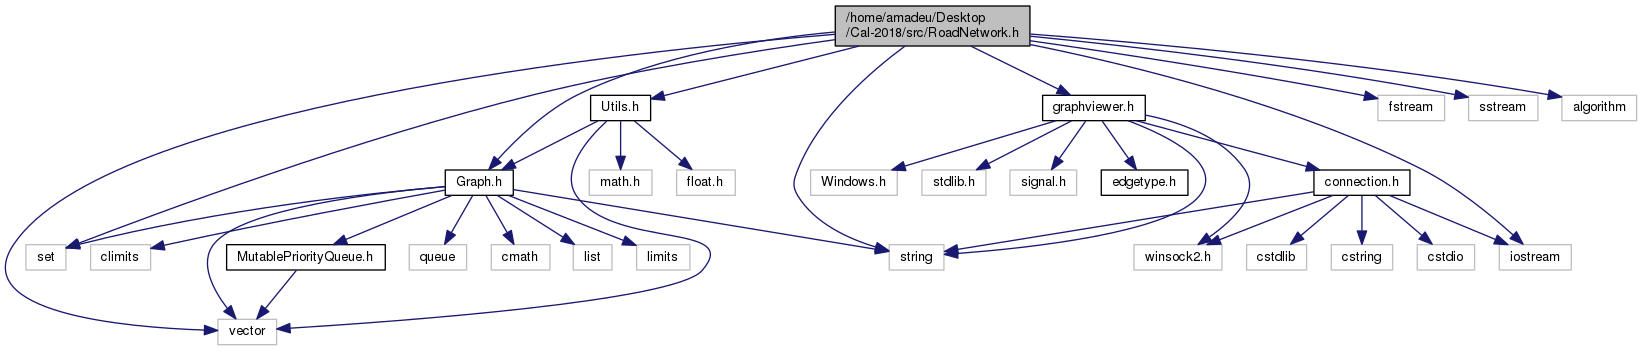 /home/amadeu/Desktop
/Cal-2018/src/RoadNetwork.h
Utils.h
graphviewer.h
fstream
sstream
algorithm
Graph.h
math.h
float.h
Windows.h
stdlib.h
signal.h
edgetype.h
connection.h
set
climits
MutablePriorityQueue.h
queue
cmath
list
limits
string
winsock2.h
cstdlib
cstring
cstdio
iostream
vector